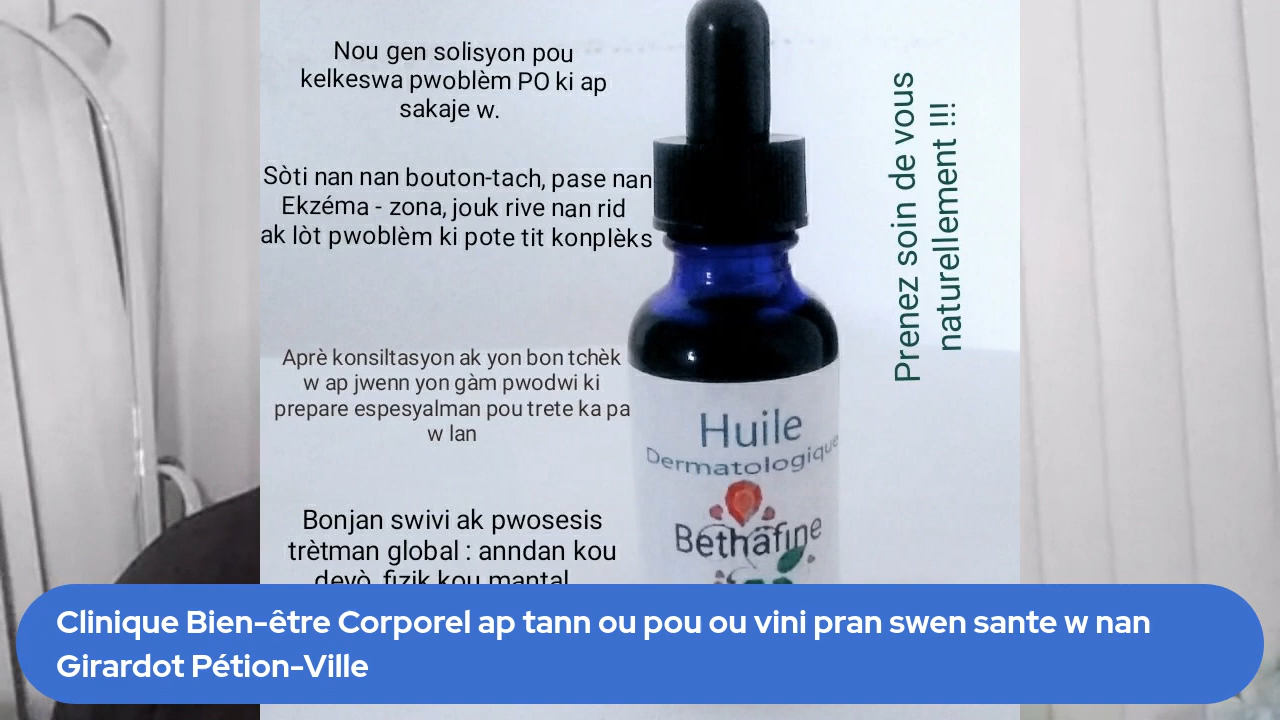 Nou gen solisyon pou
kelkeswa pwoblèm PO ki ap
sakaje w.
Sòti nan nan bouton-tach, pase nan
Ekzéma - zona, jouk rive nan rid
ak lòt pwoblèm ki pote tit konplèks
Aprè konsiltasyon ak yon bon tchèk
w ap jwenn yon gàm pwodwi ki
prepare espesyalman pou trete ka pa
w lan
Bonjan swivi ak pwosesis
trètman global : anndan kou
devò, fizik kou mantal
Prenez soin de vous
naturellement !!!
Huile
Dermatologique
Bethafine
Clinique Bien-être Corporel ap tann ou pou ou vini pran swen sante w nan
Girardot Pétion-Ville